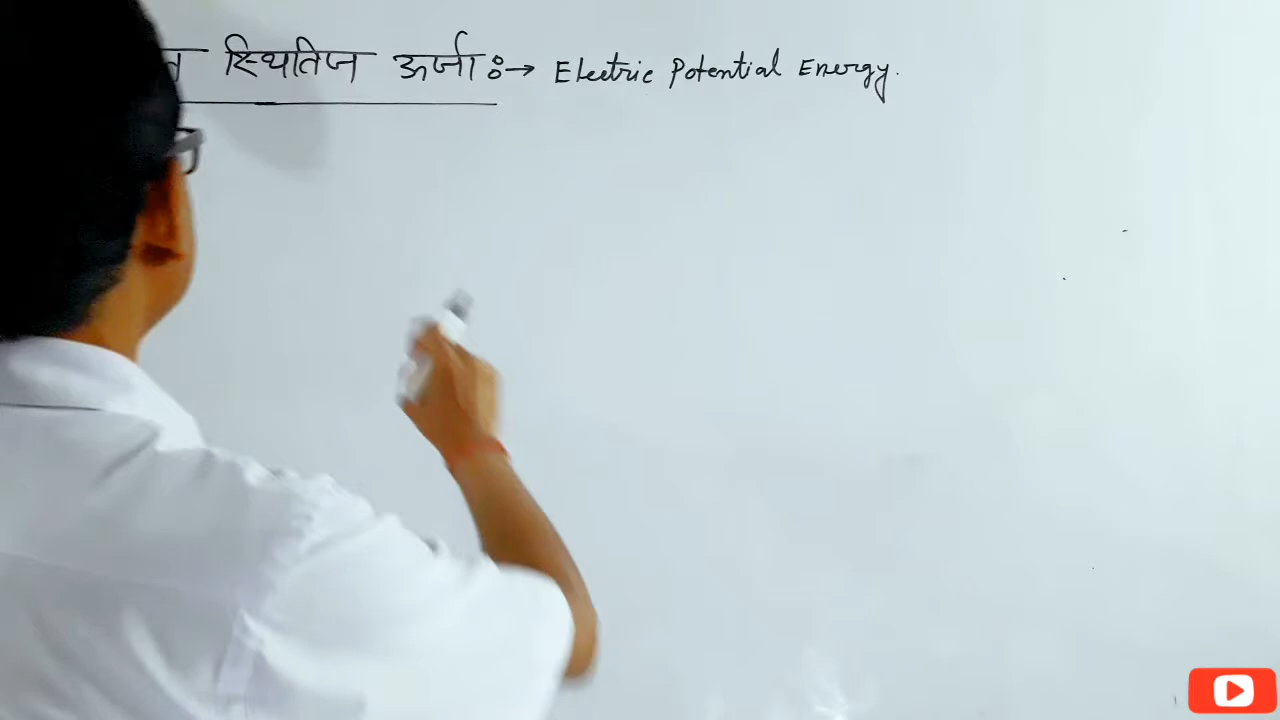 स्थितिज ऊर्जा :→ Electric Potential Energy.